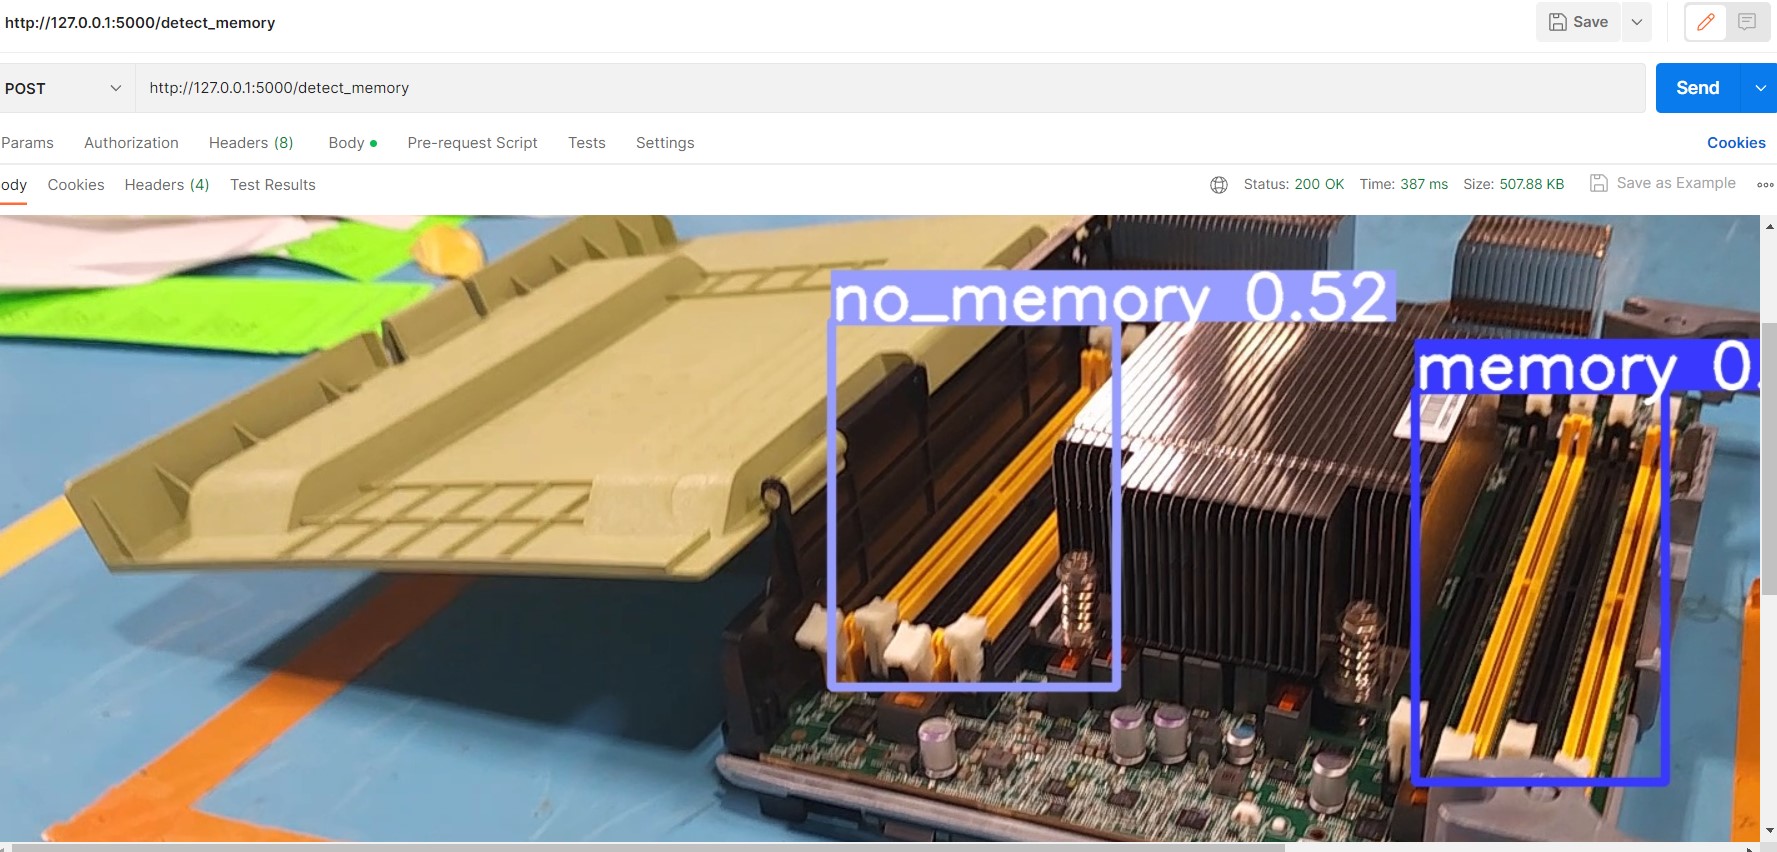 http://127.0.0.1:5000/detect_memory
Save
POST
http://127.0.0.1:5000/detect_memory
Send
Params Authorization Headers (8) Body Pre-request Script Tests Settings Cookies
ody Cookies Headers (4) Test Results Status: 200 OK Time: 387 ms Size: 507.88 KB Save as Example
no_memory 0.52
memory 0.